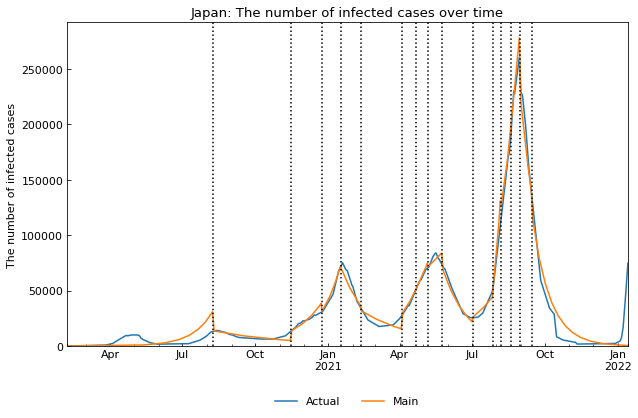 Japan: The number of infected cases over time
The number of infected cases
250000
200000
150000
100000
50000
0
Apr Jul Oct Jan Apr Jul Oct Jan
2021 2022
Actual Main